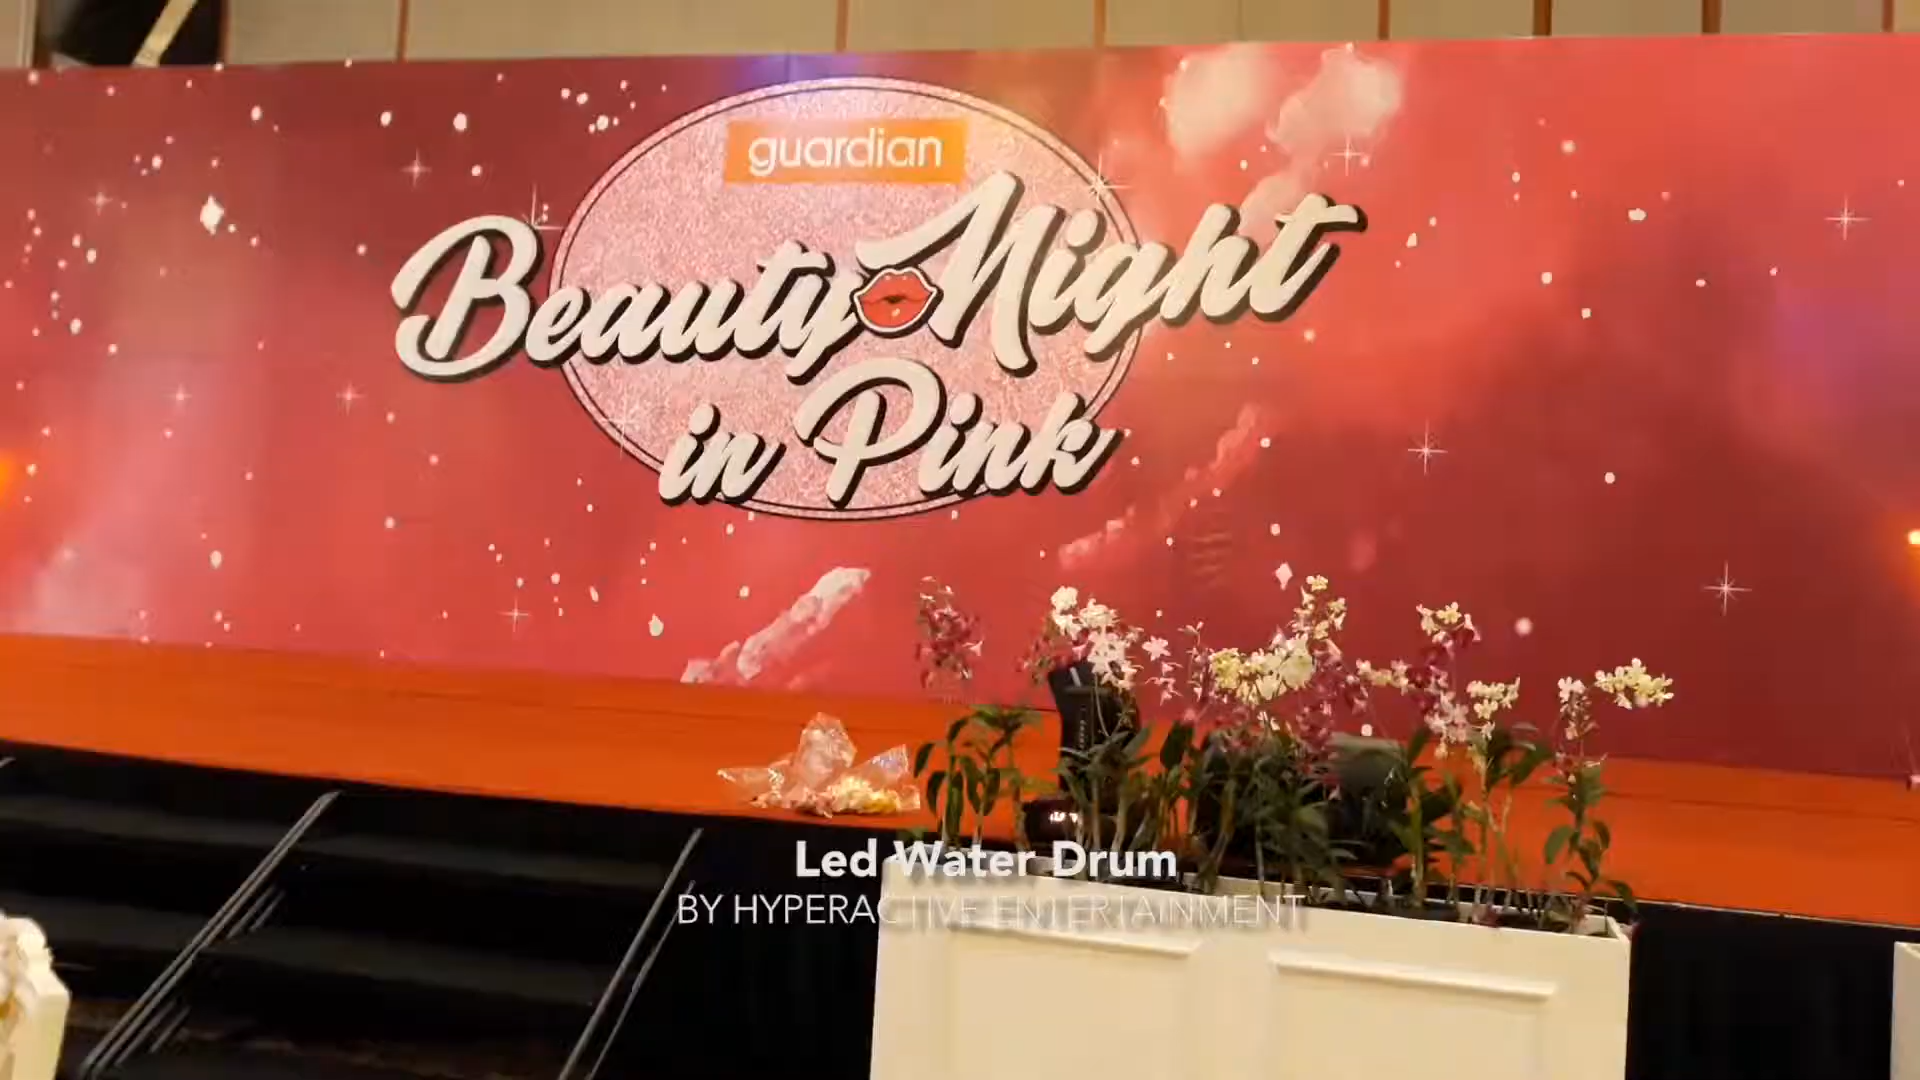 guardian
Beauty Night
in Pink
Led Water Drum
BY HYPERACTIVE ENTERTAINMENT